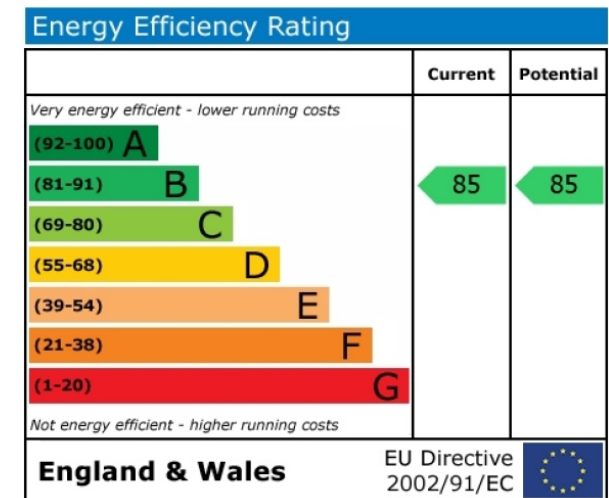 Energy Efficiency Rating
Current Potential
Very energy efficient - lower running costs
(92-100) A
(81-91) B 85 85
(69-80) C
(55-68) D
(39-54) E
(21-38) F
(1-20) G
Not energy efficient - higher running costs
England & Wales
EU Directive
2002/91/EC